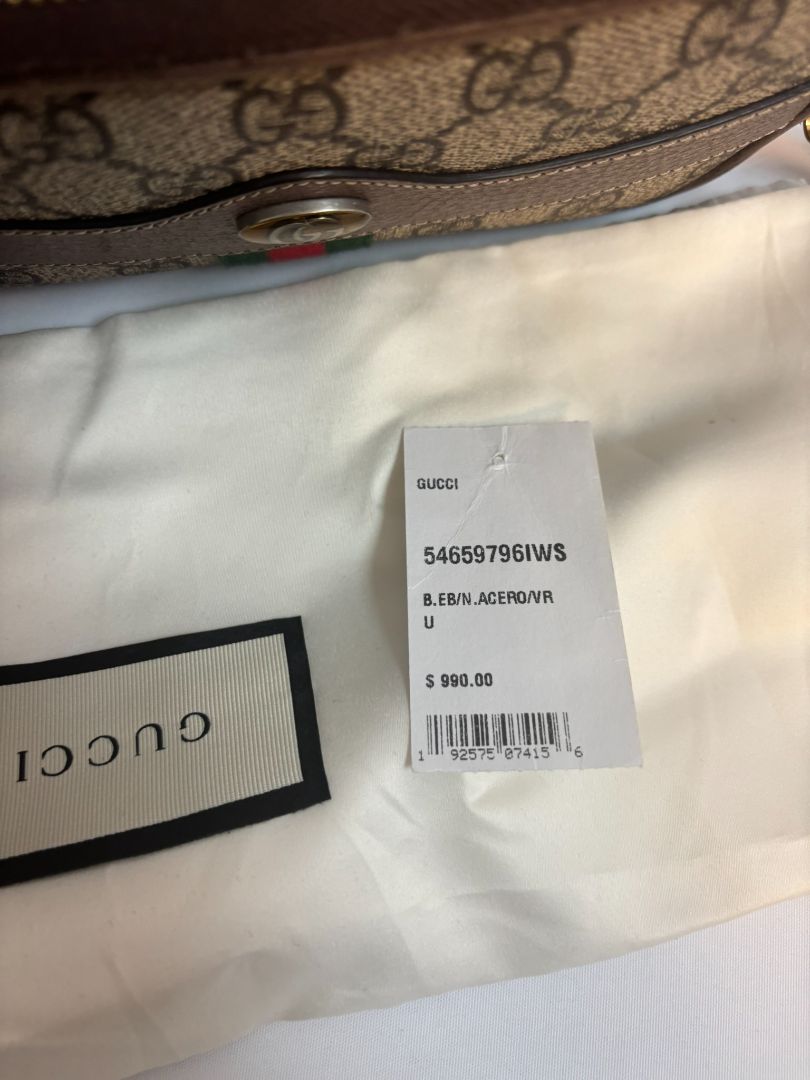 GUCCI
54659796IWS
B.EB/N.ACERO/VR
U
$ 990.00
1 92575 07415 6
GUCCI